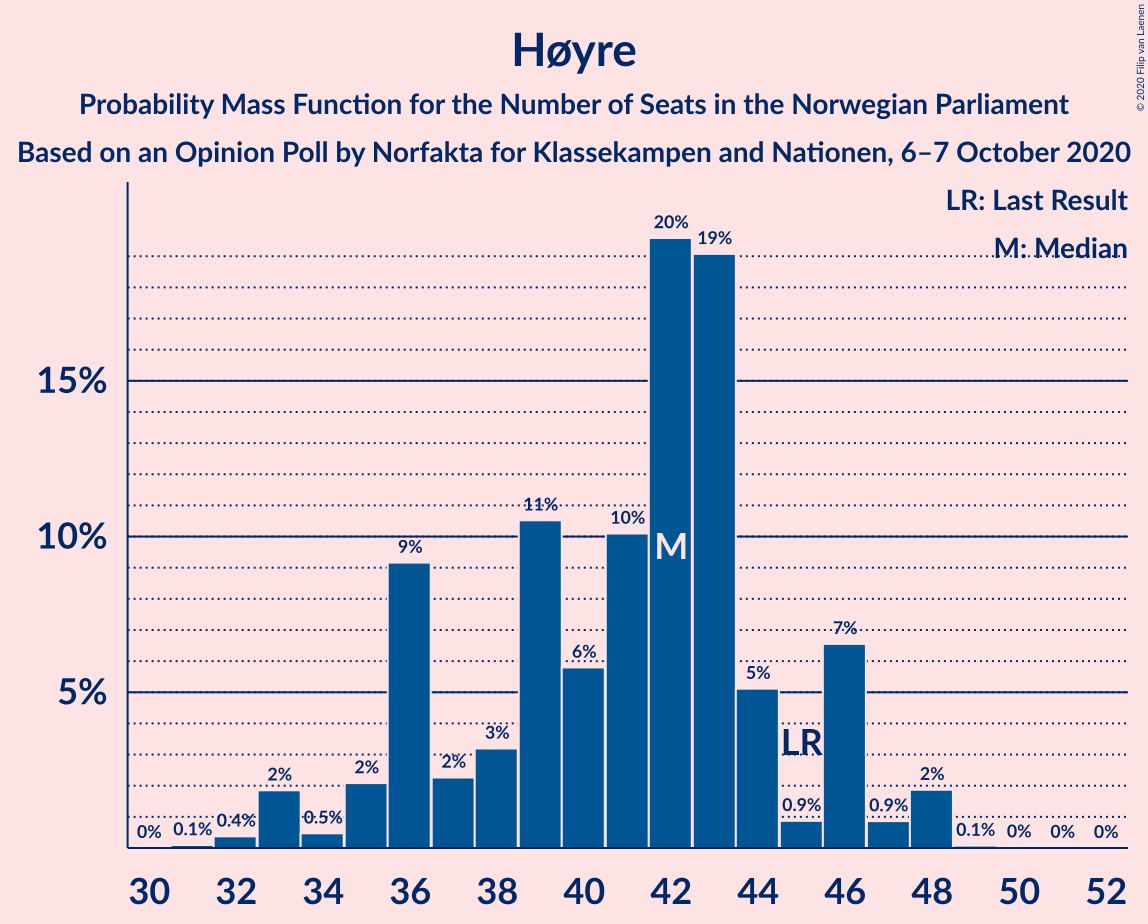 Høyre
Probability Mass Function for the Number of Seats in the Norwegian Parliament
Based on an Opinion Poll by Norfakta for Klassekampen and Nationen, 6–7 October 2020
© 2020 Filip van Laenen
LR: Last Result
M: Median
15%
10%
5%
0%
0.1%
0.4%
2%
0.5%
2%
9%
2%
3%
11%
6%
10%
20%
19%
5%
0.9%
7%
0.9%
2%
0.1%
0%
0%
0%
M
LR
30 32 34 36 38 40 42 44 46 48 50 52